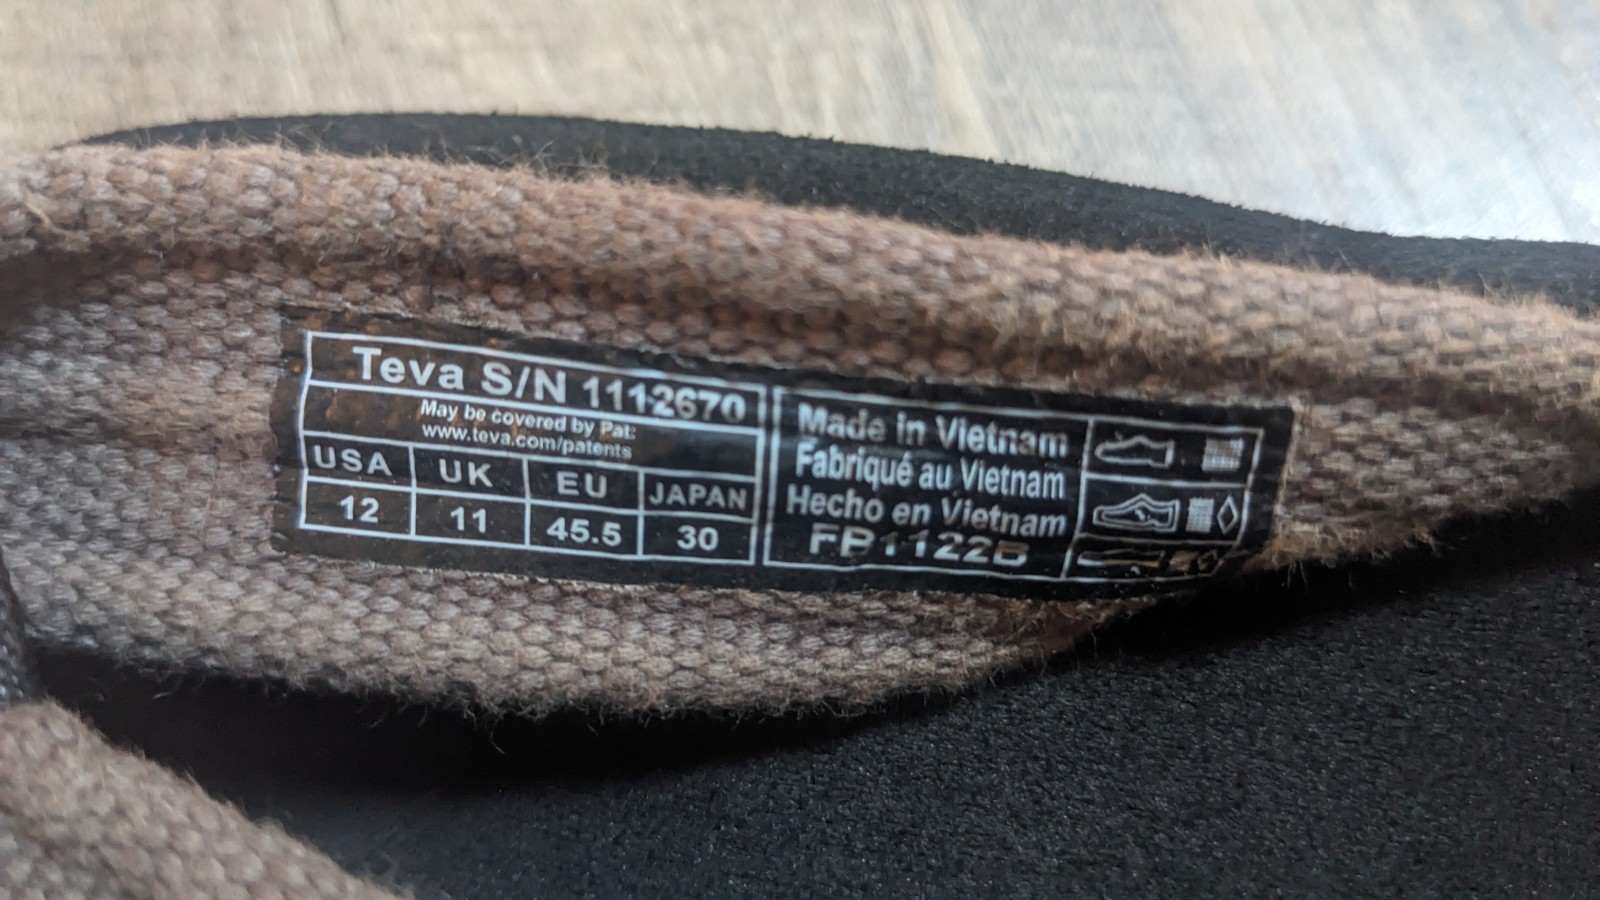 Teva S/N 1112670
May be covered by Pat:
www.teva.com/patents
USA UK EU JAPAN
12 11 45.5 30
Made in Vietnam
Fabriqué au Vietnam
Hecho en Vietnam
FP1122B